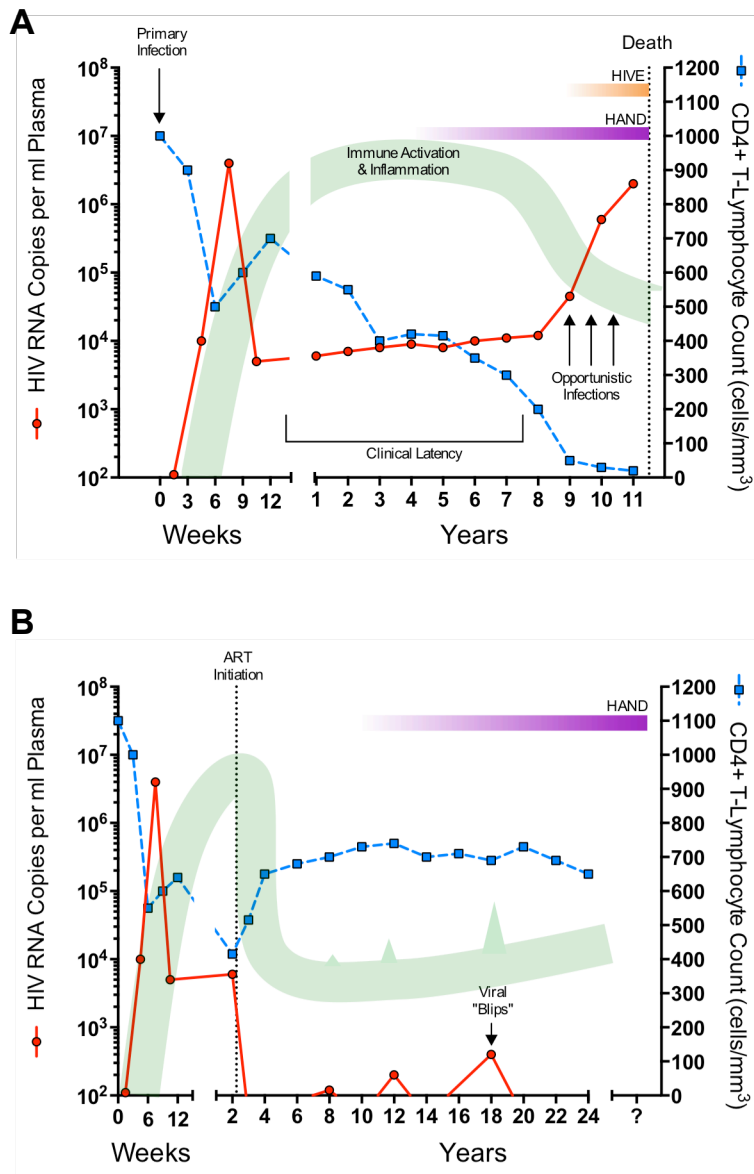 A
Primary
Infection
Death
HIVE
HAND
Immune Activation
& Inflammation
Opportunistic
Infections
Clinical Latency
HIV RNA Copies per ml Plasma
10^8
10^7
10^6
10^5
10^4
10^3
10^2
1200
1100
1000
900
800
700
600
500
400
300
200
100
0
CD4+ T-Lymphocyte Count (cells/mm^3)
0 3 6 9 12
1 2 3 4 5 6 7 8 9 10 11
Weeks
Years
B
ART
Initiation
HAND
Viral
"Blips"
HIV RNA Copies per ml Plasma
10^8
10^7
10^6
10^5
10^4
10^3
10^2
1200
1100
1000
900
800
700
600
500
400
300
200
100
0
CD4+ T-Lymphocyte Count (cells/mm^3)
0 6 12
2 4 6 8 10 12 14 16 18 20 22 24 ?
Weeks
Years